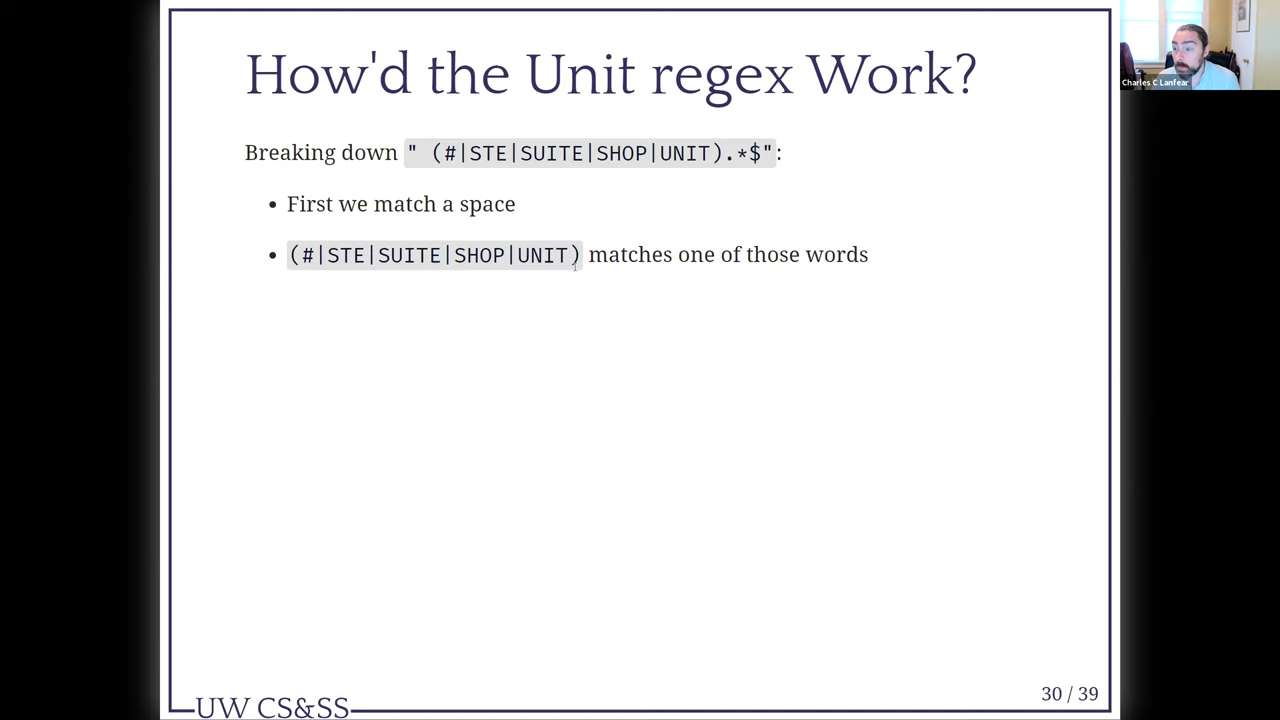 How'd the Unit regex Work?
Charles C Lanfear
Breaking down " (#|STE|SUITE|SHOP|UNIT).*$":
• First we match a space
• (#|STE|SUITE|SHOP|UNIT) matches one of those words
30 / 39
UW CS&SS